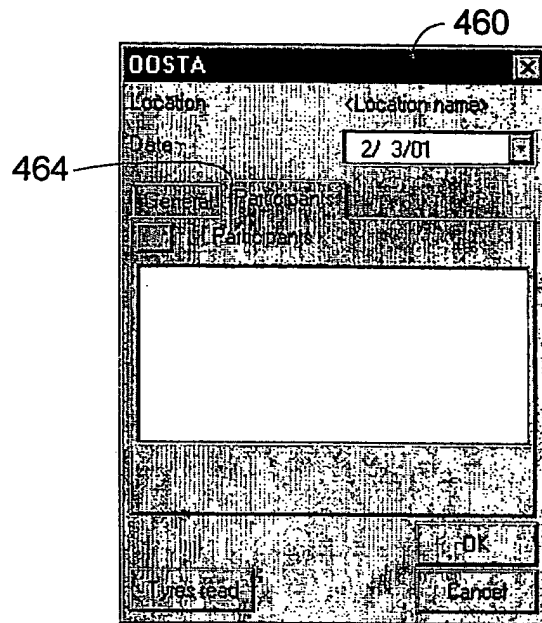 460
OOSTA
Location <Location name>
Date 2/ 3/01
464
General Participants
Participants
OK
Cancel